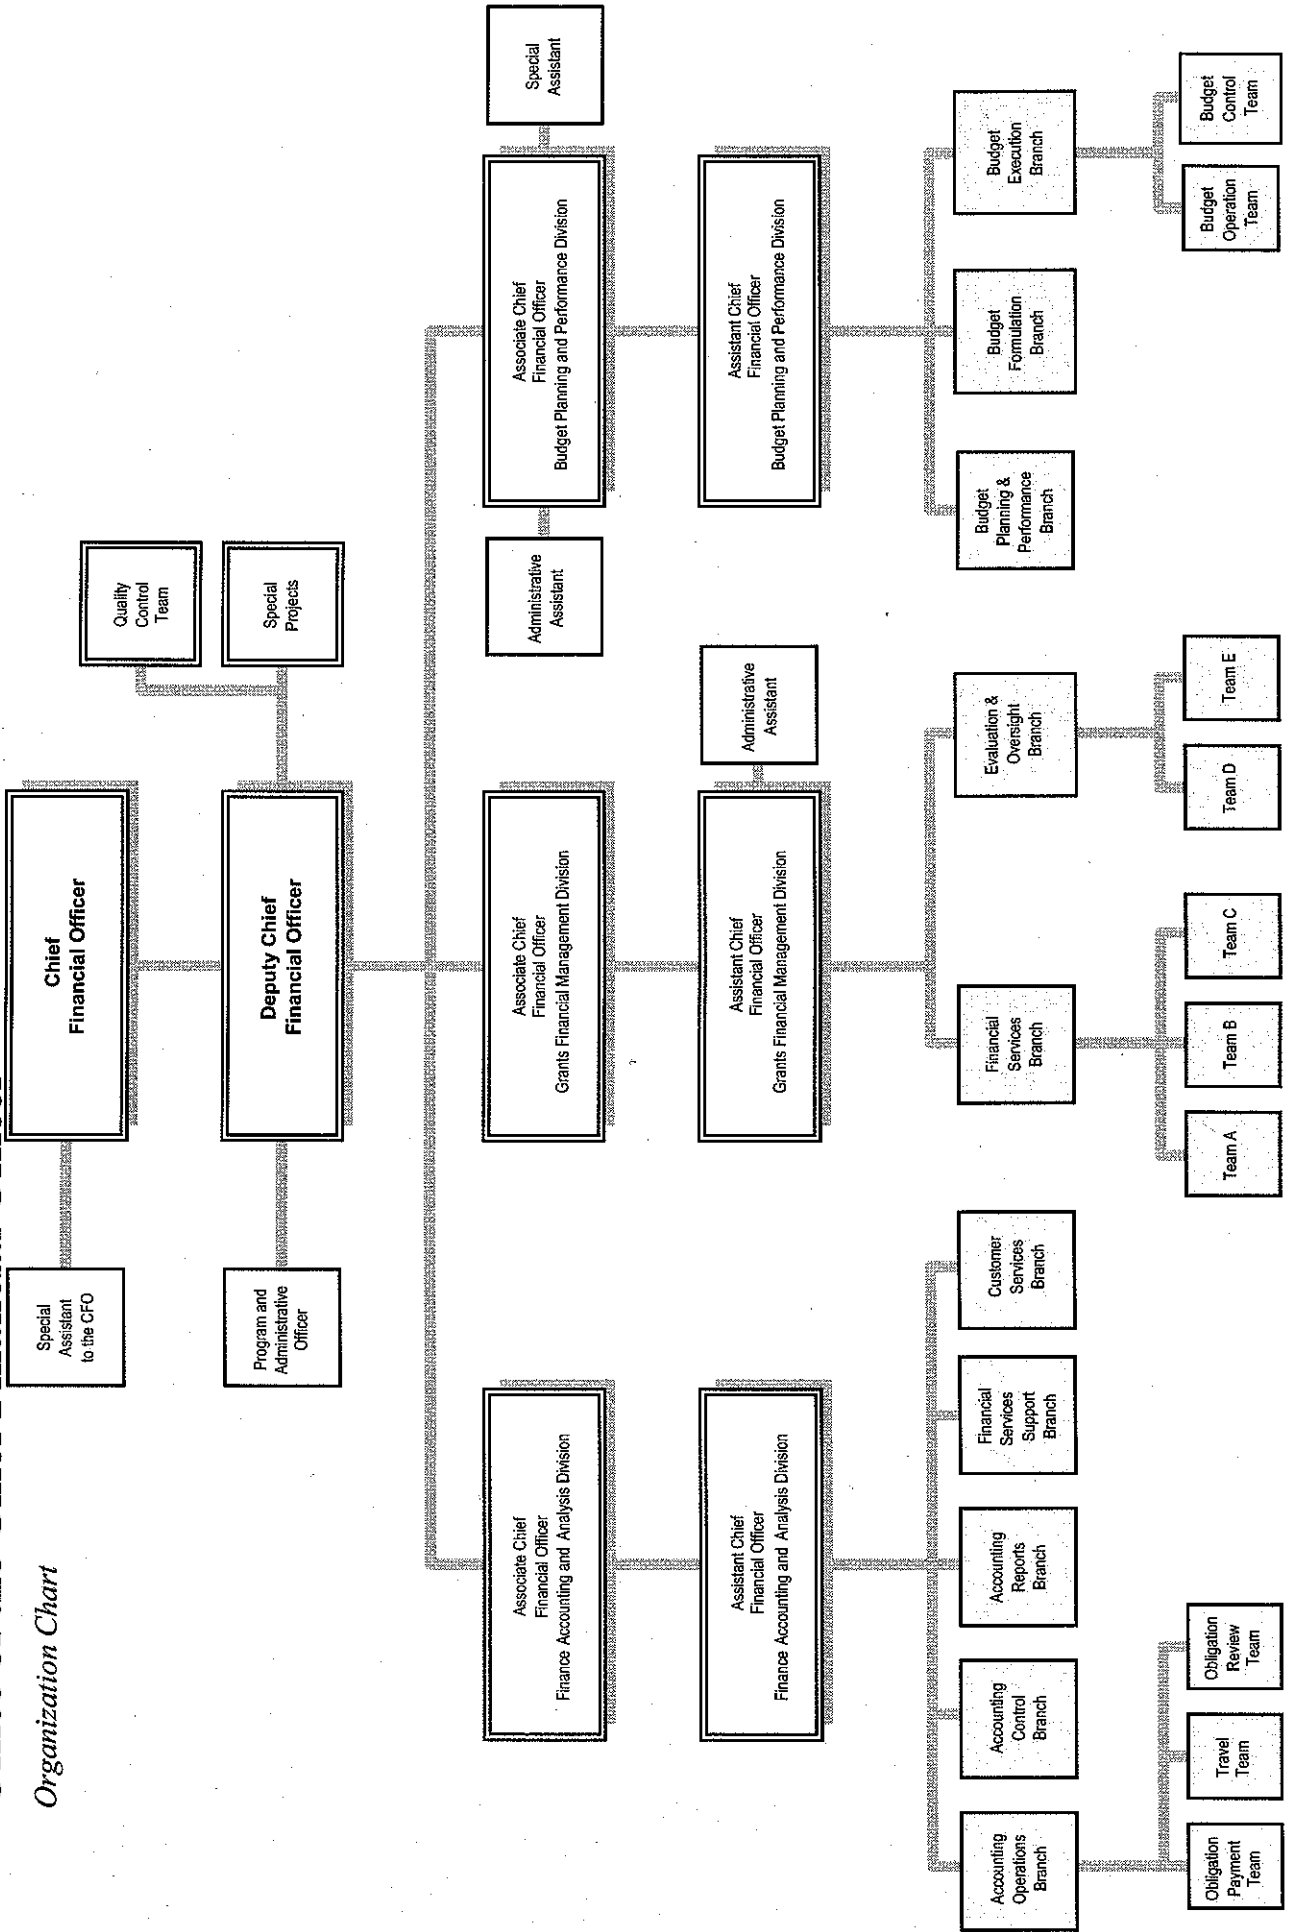 Organization Chart
Chief
Financial Officer
Special
Assistant
to the CFO
Quality
Control
Team
Deputy Chief
Financial Officer
Program and
Administrative
Officer
Special
Projects
Associate Chief
Financial Officer
Finance Accounting and Analysis Division
Associate Chief
Financial Officer
Grants Financial Management Division
Administrative
Assistant
Associate Chief
Financial Officer
Budget Planning and Performance Division
Special
Assistant
Assistant Chief
Financial Officer
Finance Accounting and Analysis Division
Assistant Chief
Financial Officer
Grants Financial Management Division
Administrative
Assistant
Assistant Chief
Financial Officer
Budget Planning and Performance Division
Accounting
Operations
Branch
Accounting
Control
Branch
Accounting
Reports
Branch
Financial
Services
Support
Branch
Customer
Services
Branch
Financial
Services
Branch
Evaluation &
Oversight
Branch
Budget
Planning &
Performance
Branch
Budget
Formulation
Branch
Budget
Execution
Branch
Obligation
Payment
Team
Travel
Team
Obligation
Review
Team
Team A
Team B
Team C
Team D
Team E
Budget
Operation
Team
Budget
Control
Team